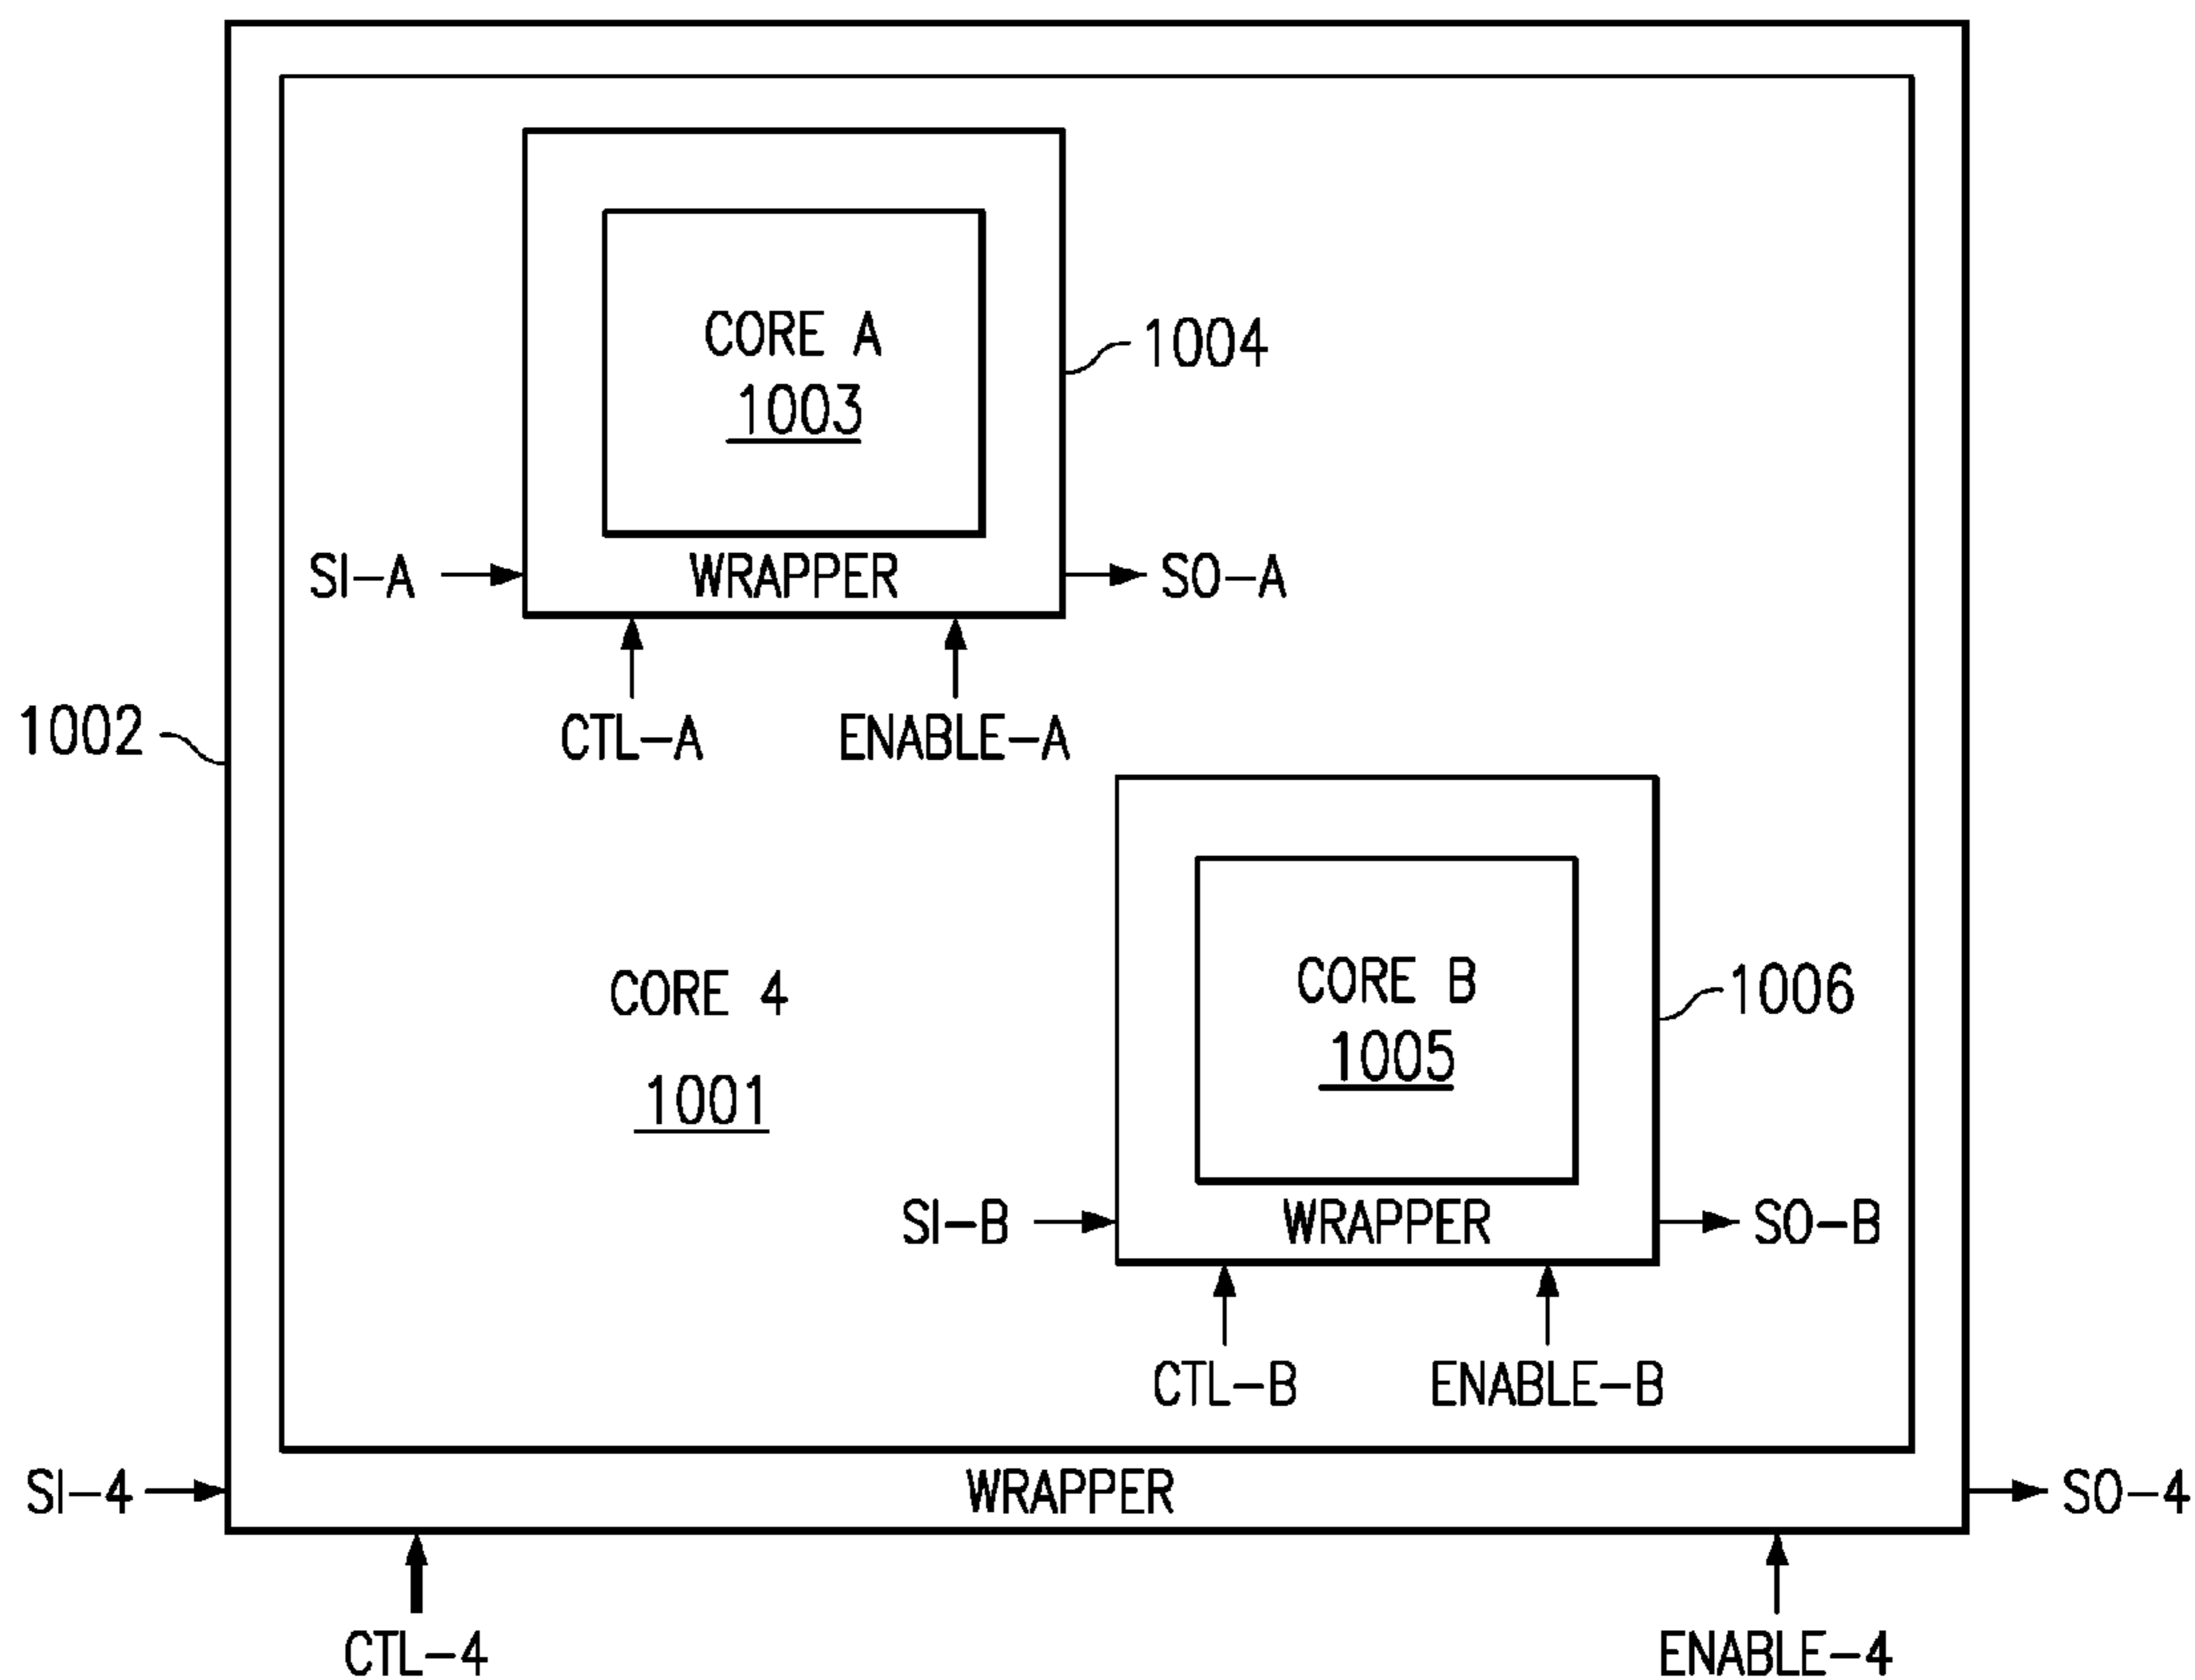 CORE A
1003
1004
SI-A
WRAPPER
SO-A
CTL-A
ENABLE-A
1002
CORE 4
1001
CORE B
1005
1006
SI-B
WRAPPER
SO-B
CTL-B
ENABLE-B
SI-4
WRAPPER
SO-4
CTL-4
ENABLE-4